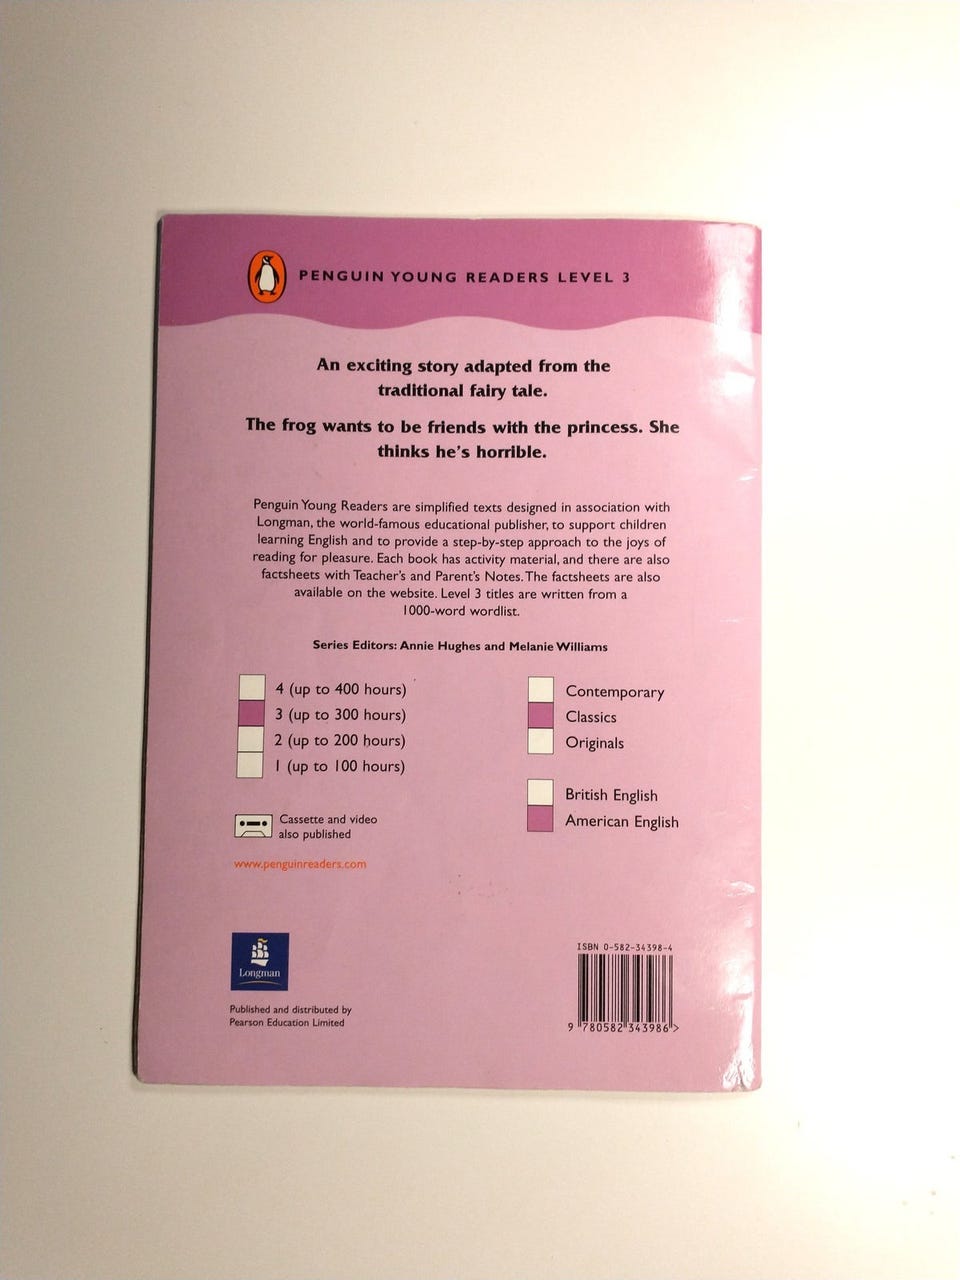 PENGUIN YOUNG READERS LEVEL 3
An exciting story adapted from the
traditional fairy tale.
The frog wants to be friends with the princess. She
thinks he's horrible.
Penguin Young Readers are simplified texts designed in association with
Longman, the world-famous educational publisher, to support children
learning English and to provide a step-by-step approach to the joys of
reading for pleasure. Each book has activity material, and there are also
factsheets with Teacher's and Parent's Notes. The factsheets are also
available on the website. Level 3 titles are written from a
1000-word wordlist.
Series Editors: Annie Hughes and Melanie Williams
4 (up to 400 hours)
3 (up to 300 hours)
2 (up to 200 hours)
1 (up to 100 hours)
Contemporary
Classics
Originals
British English
American English
Cassette and video
also published
www.penguinreaders.com
Longman
Published and distributed by
Pearson Education Limited
ISBN 0-582-34398-4
9 780582 343986 >